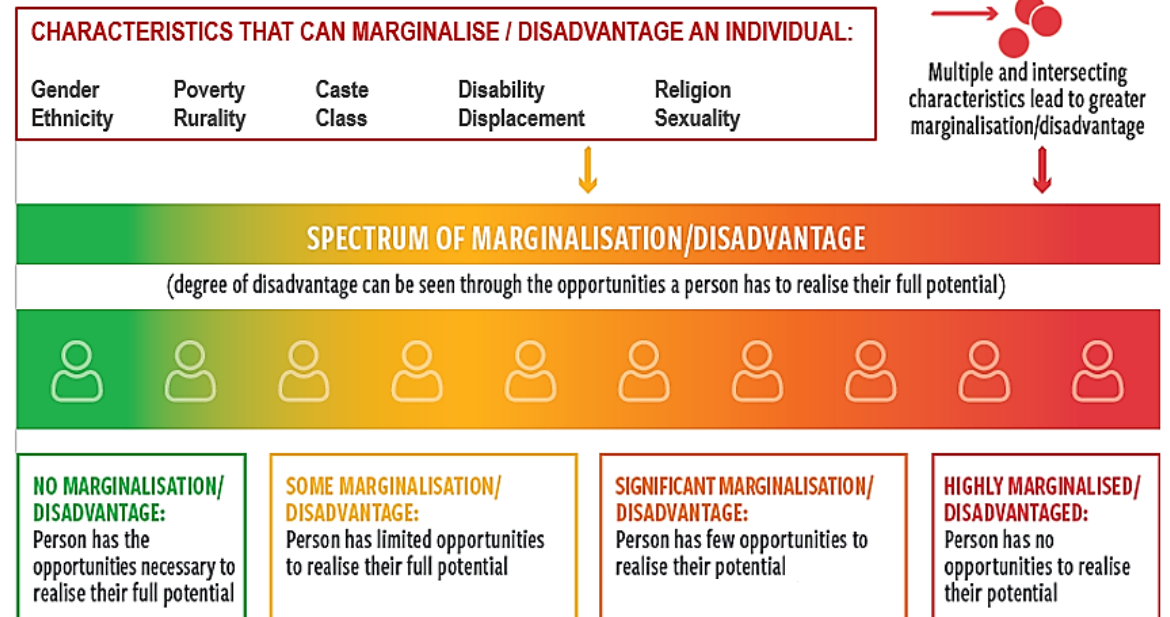 CHARACTERISTICS THAT CAN MARGINALISE / DISADVANTAGE AN INDIVIDUAL:
Gender Poverty Caste Disability Religion
Ethnicity Rurality Class Displacement Sexuality
Multiple and intersecting
characteristics lead to greater
marginalisation/disadvantage
SPECTRUM OF MARGINALISATION/DISADVANTAGE
(degree of disadvantage can be seen through the opportunities a person has to realise their full potential)
NO MARGINALISATION/
DISADVANTAGE:
Person has the
opportunities necessary to
realise their full potential
SOME MARGINALISATION/
DISADVANTAGE:
Person has limited opportunities
to realise their full potential
SIGNIFICANT MARGINALISATION/
DISADVANTAGE:
Person has few opportunities to
realise their potential
HIGHLY MARGINALISED/
DISADVANTAGED:
Person has no
opportunities to realise
their potential